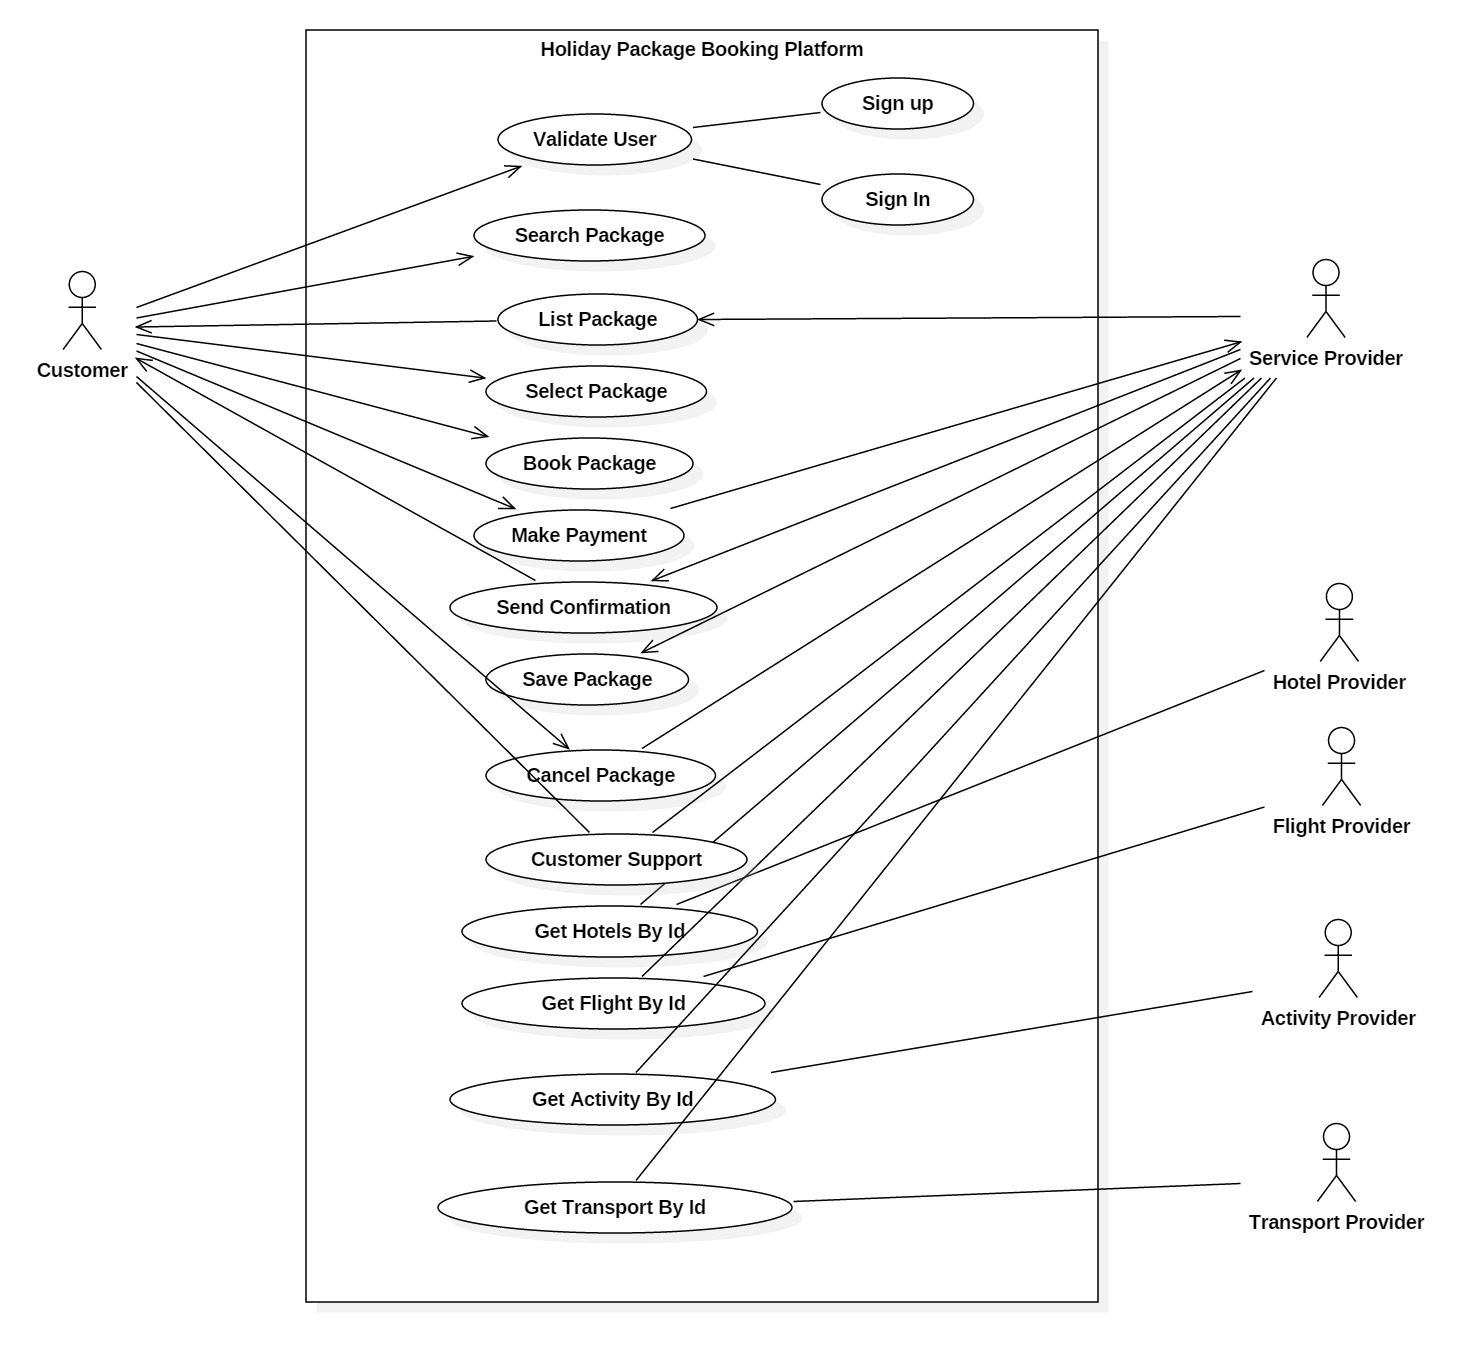 Holiday Package Booking Platform
Sign up
Validate User
Sign In
Search Package
List Package
Customer
Service Provider
Select Package
Book Package
Make Payment
Send Confirmation
Save Package
Hotel Provider
Cancel Package
Flight Provider
Customer Support
Get Hotels By Id
Get Flight By Id
Activity Provider
Get Activity By Id
Get Transport By Id
Transport Provider